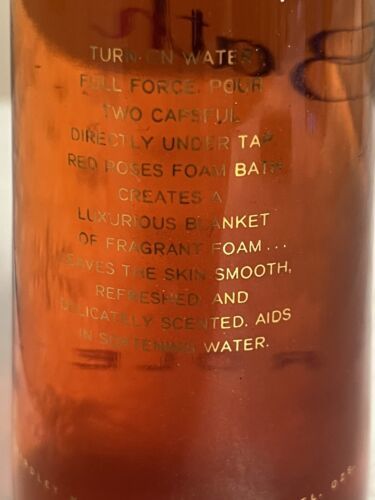 TURN ON WATER
FULL FORCE. POUR
TWO CAPSFUL
DIRECTLY UNDER TAP
RED ROSES FOAM BATH
CREATES A
LUXURIOUS BLANKET
OF FRAGRANT FOAM...
LEAVES THE SKIN SMOOTH,
REFRESHED, AND
DELICATELY SCENTED. AIDS
IN SOFTENING WATER.